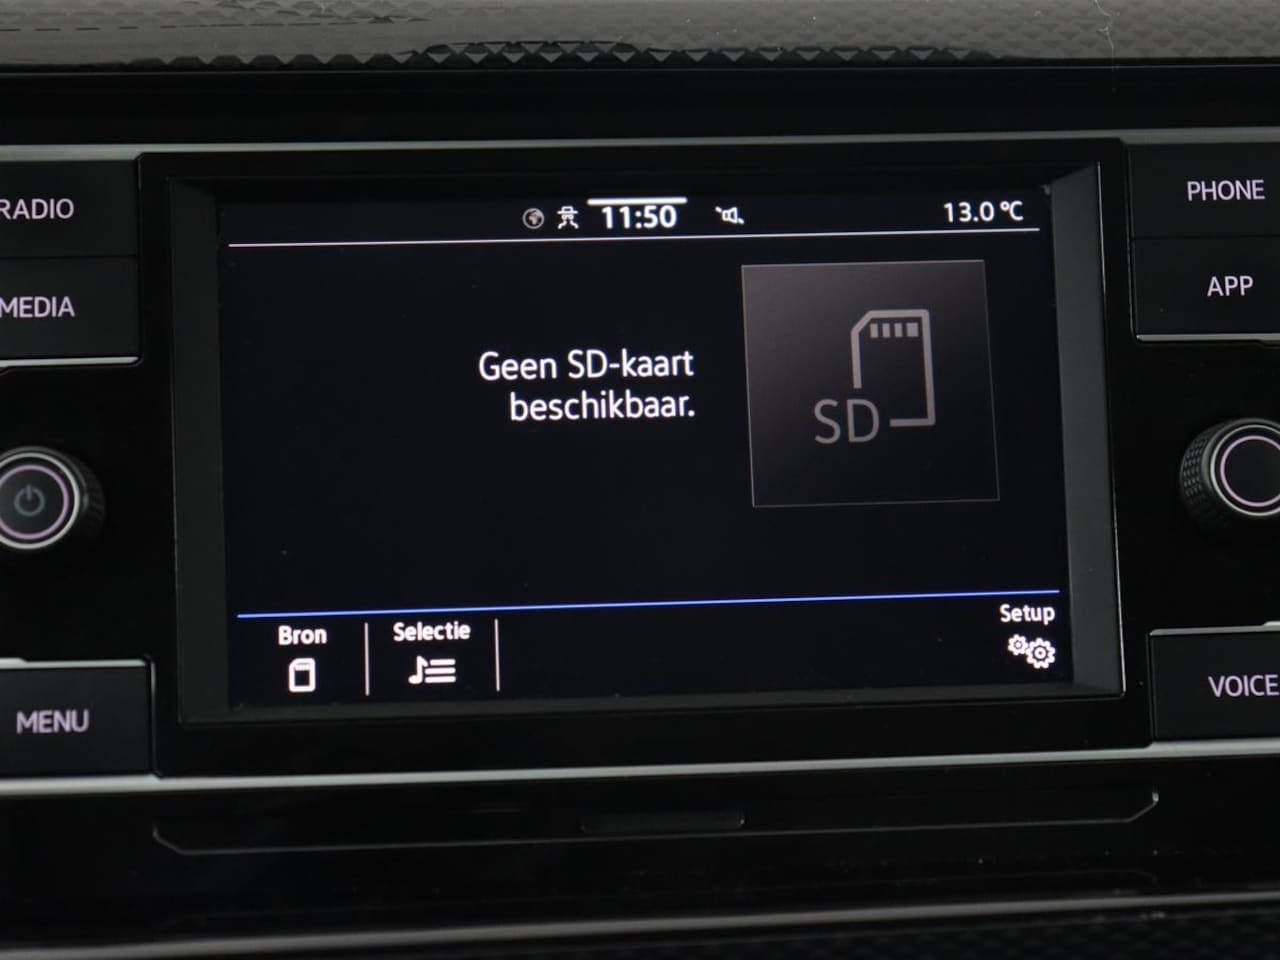 RADIO
MEDIA
MENU
11:50
13.0 °C
Geen SD-kaart
beschikbaar.
SD
Bron
Selectie
Setup
PHONE
APP
VOICE